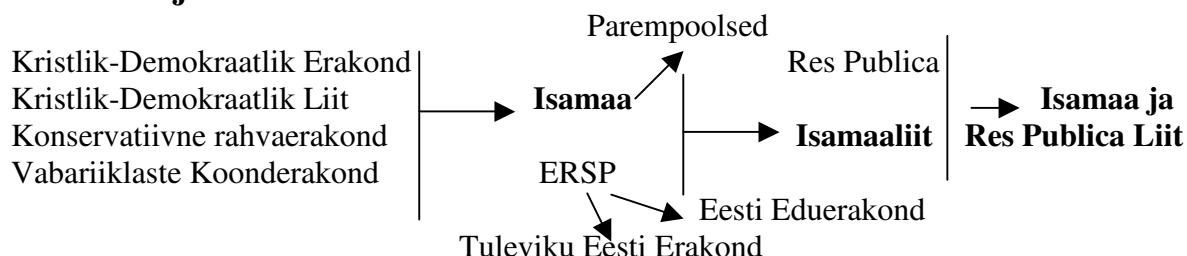 Parempoolsed
Kristlik-Demokraatlik Erakond
Kristlik-Demokraatlik Liit
Konservatiivne rahvaerakond
Vabariiklaste Koonderakond
Isamaa
ERSP
Res Publica
Isamaaliit
Isamaa ja
Res Publica Liit
Eesti Eduerakond
Tuleviku Eesti Erakond